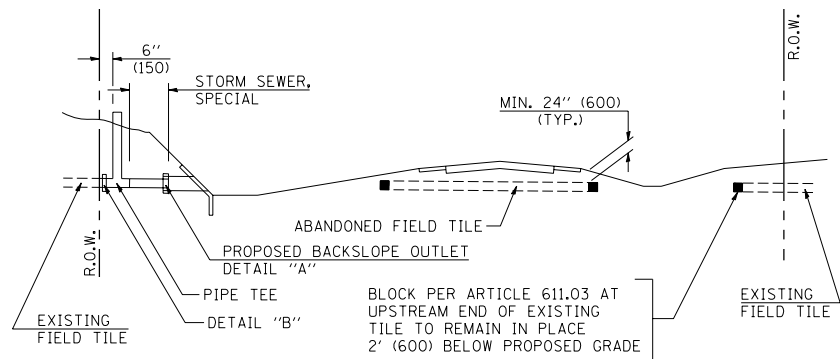 R.O.W.
6''
(150)
STORM SEWER,
SPECIAL
MIN. 24'' (600)
(TYP.)
R.O.W.
ABANDONED FIELD TILE
PROPOSED BACKSLOPE OUTLET
DETAIL "A"
R.O.W.
PIPE TEE
DETAIL "B"
EXISTING
FIELD TILE
BLOCK PER ARTICLE 611.03 AT
UPSTREAM END OF EXISTING
TILE TO REMAIN IN PLACE
2' (600) BELOW PROPOSED GRADE
EXISTING
FIELD TILE